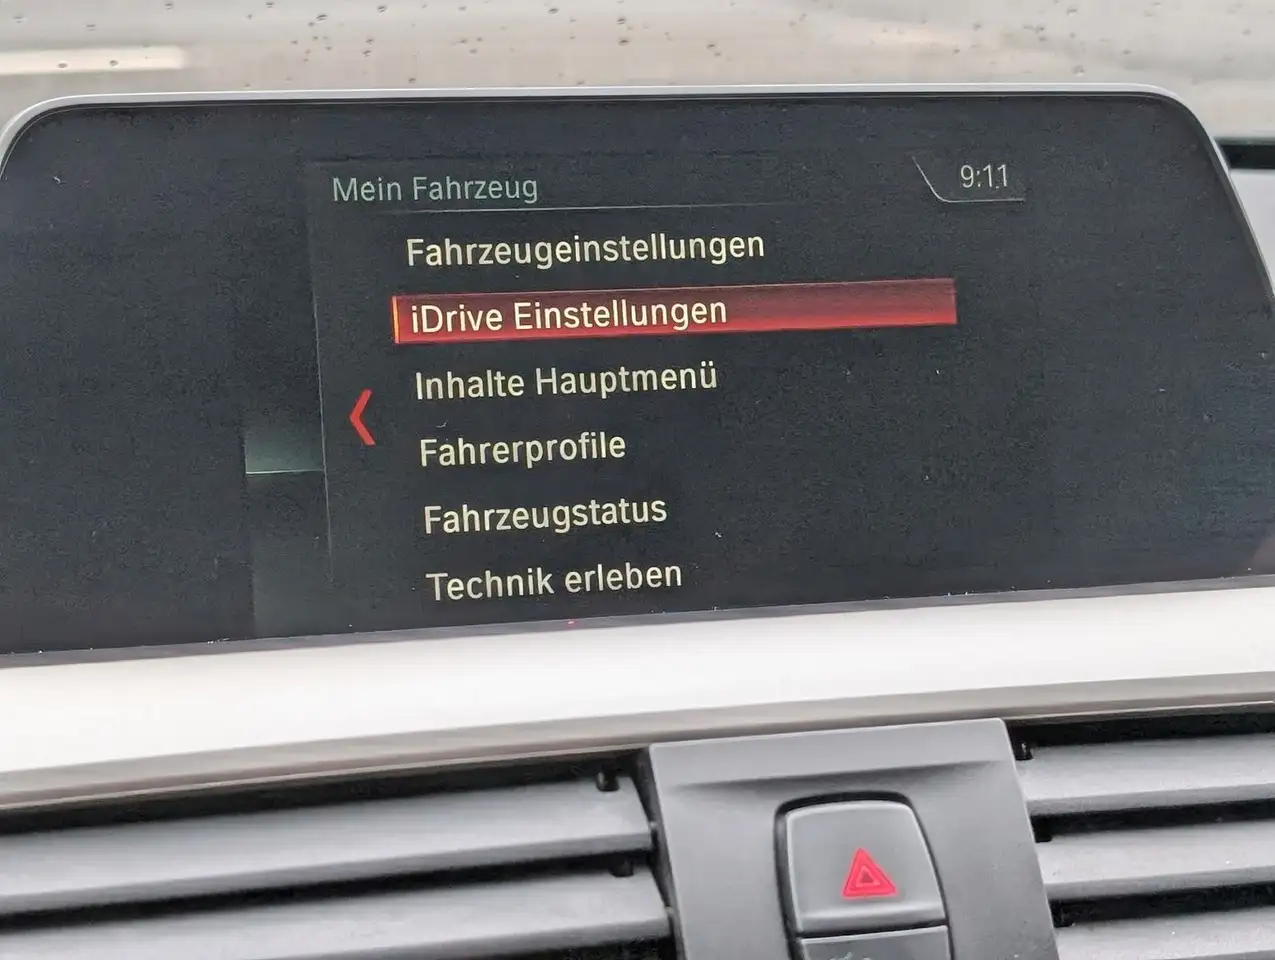 Mein Fahrzeug
9:11
Fahrzeugeinstellungen
iDrive Einstellungen
Inhalte Hauptmenü
Fahrerprofile
Fahrzeugstatus
Technik erleben